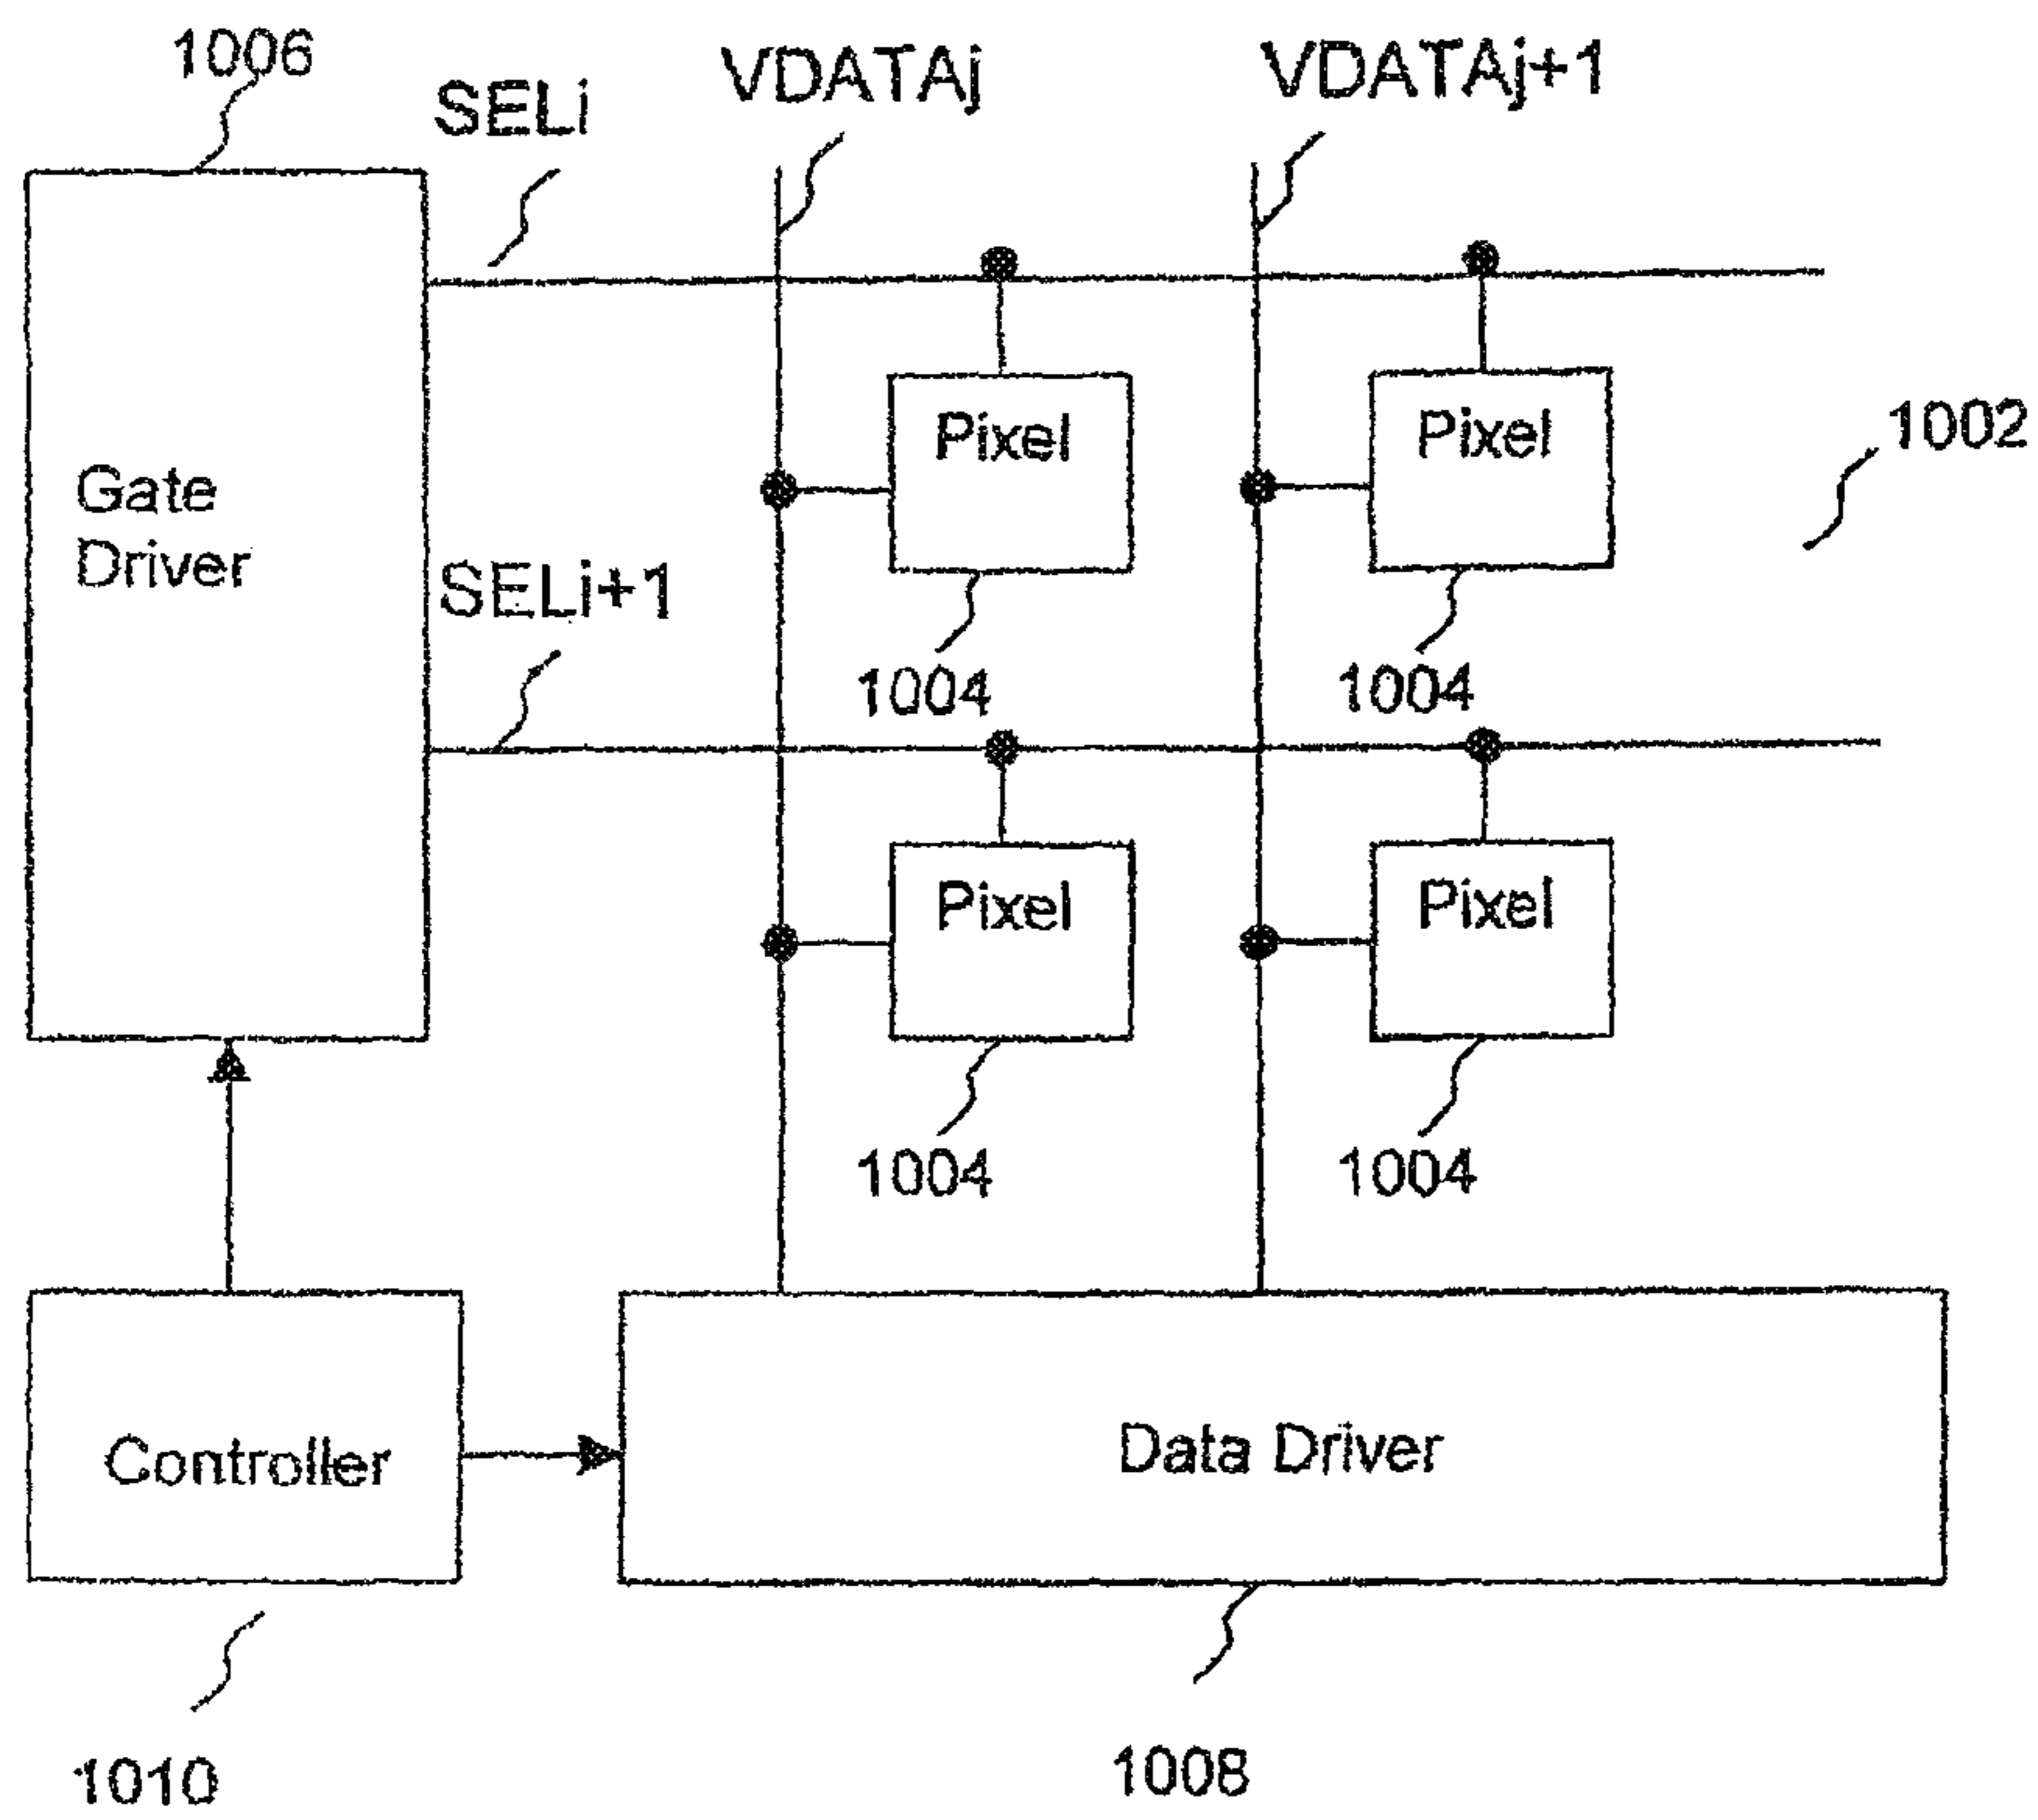 1006
SELi
VDATAj
VDATAj+1
Pixel
Pixel
1002
Gate
Driver
SELi+1
1004
1004
Pixel
Pixel
1004
1004
Controller
Data Driver
1010
1008